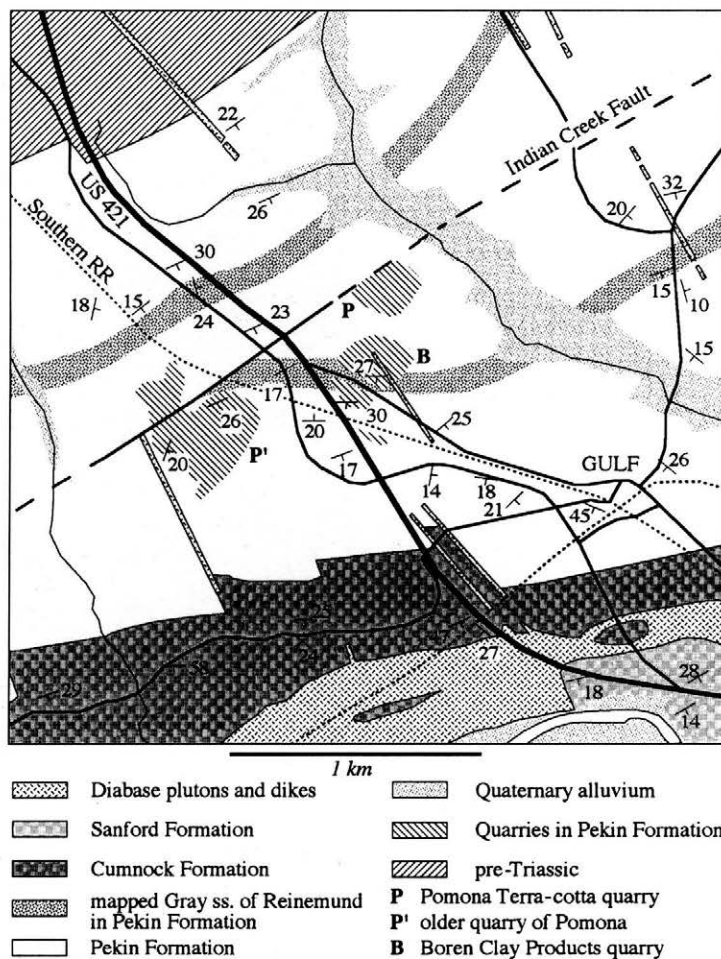 22
US 421
Southern RR
26
Indian Creek Fault
32
20
30
18
15
24
23
P
15
10
B
27
15
17
26
30
20
25
20
P'
17
GULF
26
14
18
21
45
25
24
27
29
28
18
14
1 km
Diabase plutons and dikes
Sanford Formation
Cumnock Formation
mapped Gray ss. of Reinemund
in Pekin Formation
Pekin Formation
Quaternary alluvium
Quarries in Pekin Formation
pre-Triassic
P Pomona Terra-cotta quarry
P' older quarry of Pomona
B Boren Clay Products quarry